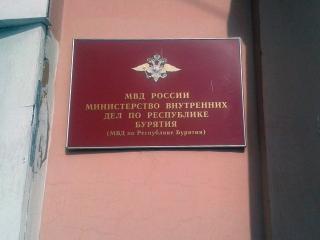 МВД РОССИИ
МИНИСТЕРСТВО ВНУТРЕННИХ
ДЕЛ ПО РЕСПУБЛИКЕ
БУРЯТИЯ
(МВД по Республике Бурятия)